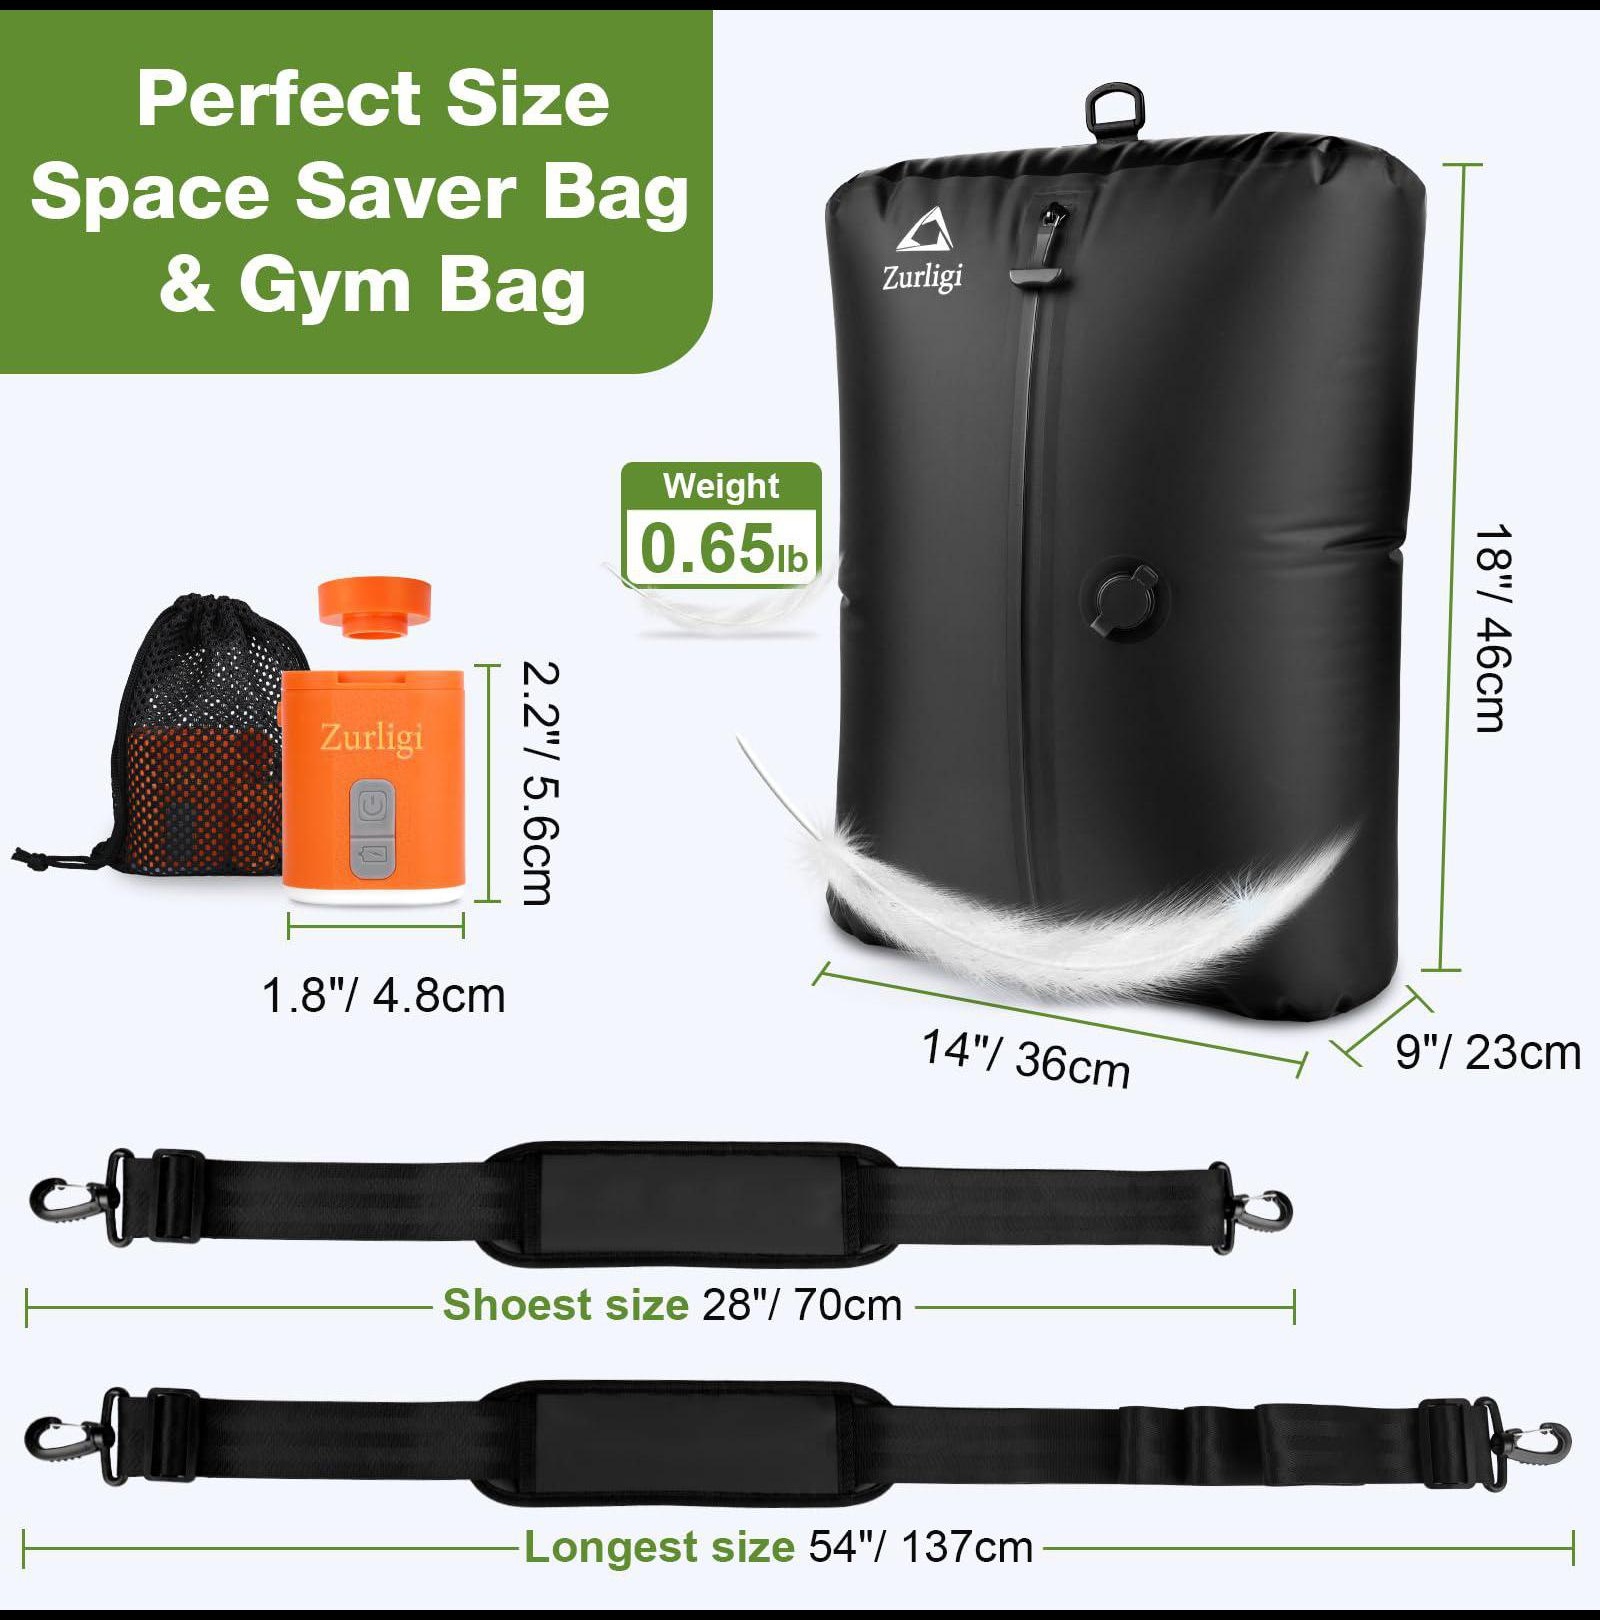 Perfect Size
Space Saver Bag
& Gym Bag
Zurligi
Weight
0.65lb
18"/ 46cm
Zurligi
2.2"/ 5.6cm
1.8"/ 4.8cm
14"/ 36cm
9"/ 23cm
Shoest size 28"/ 70cm
Longest size 54"/ 137cm